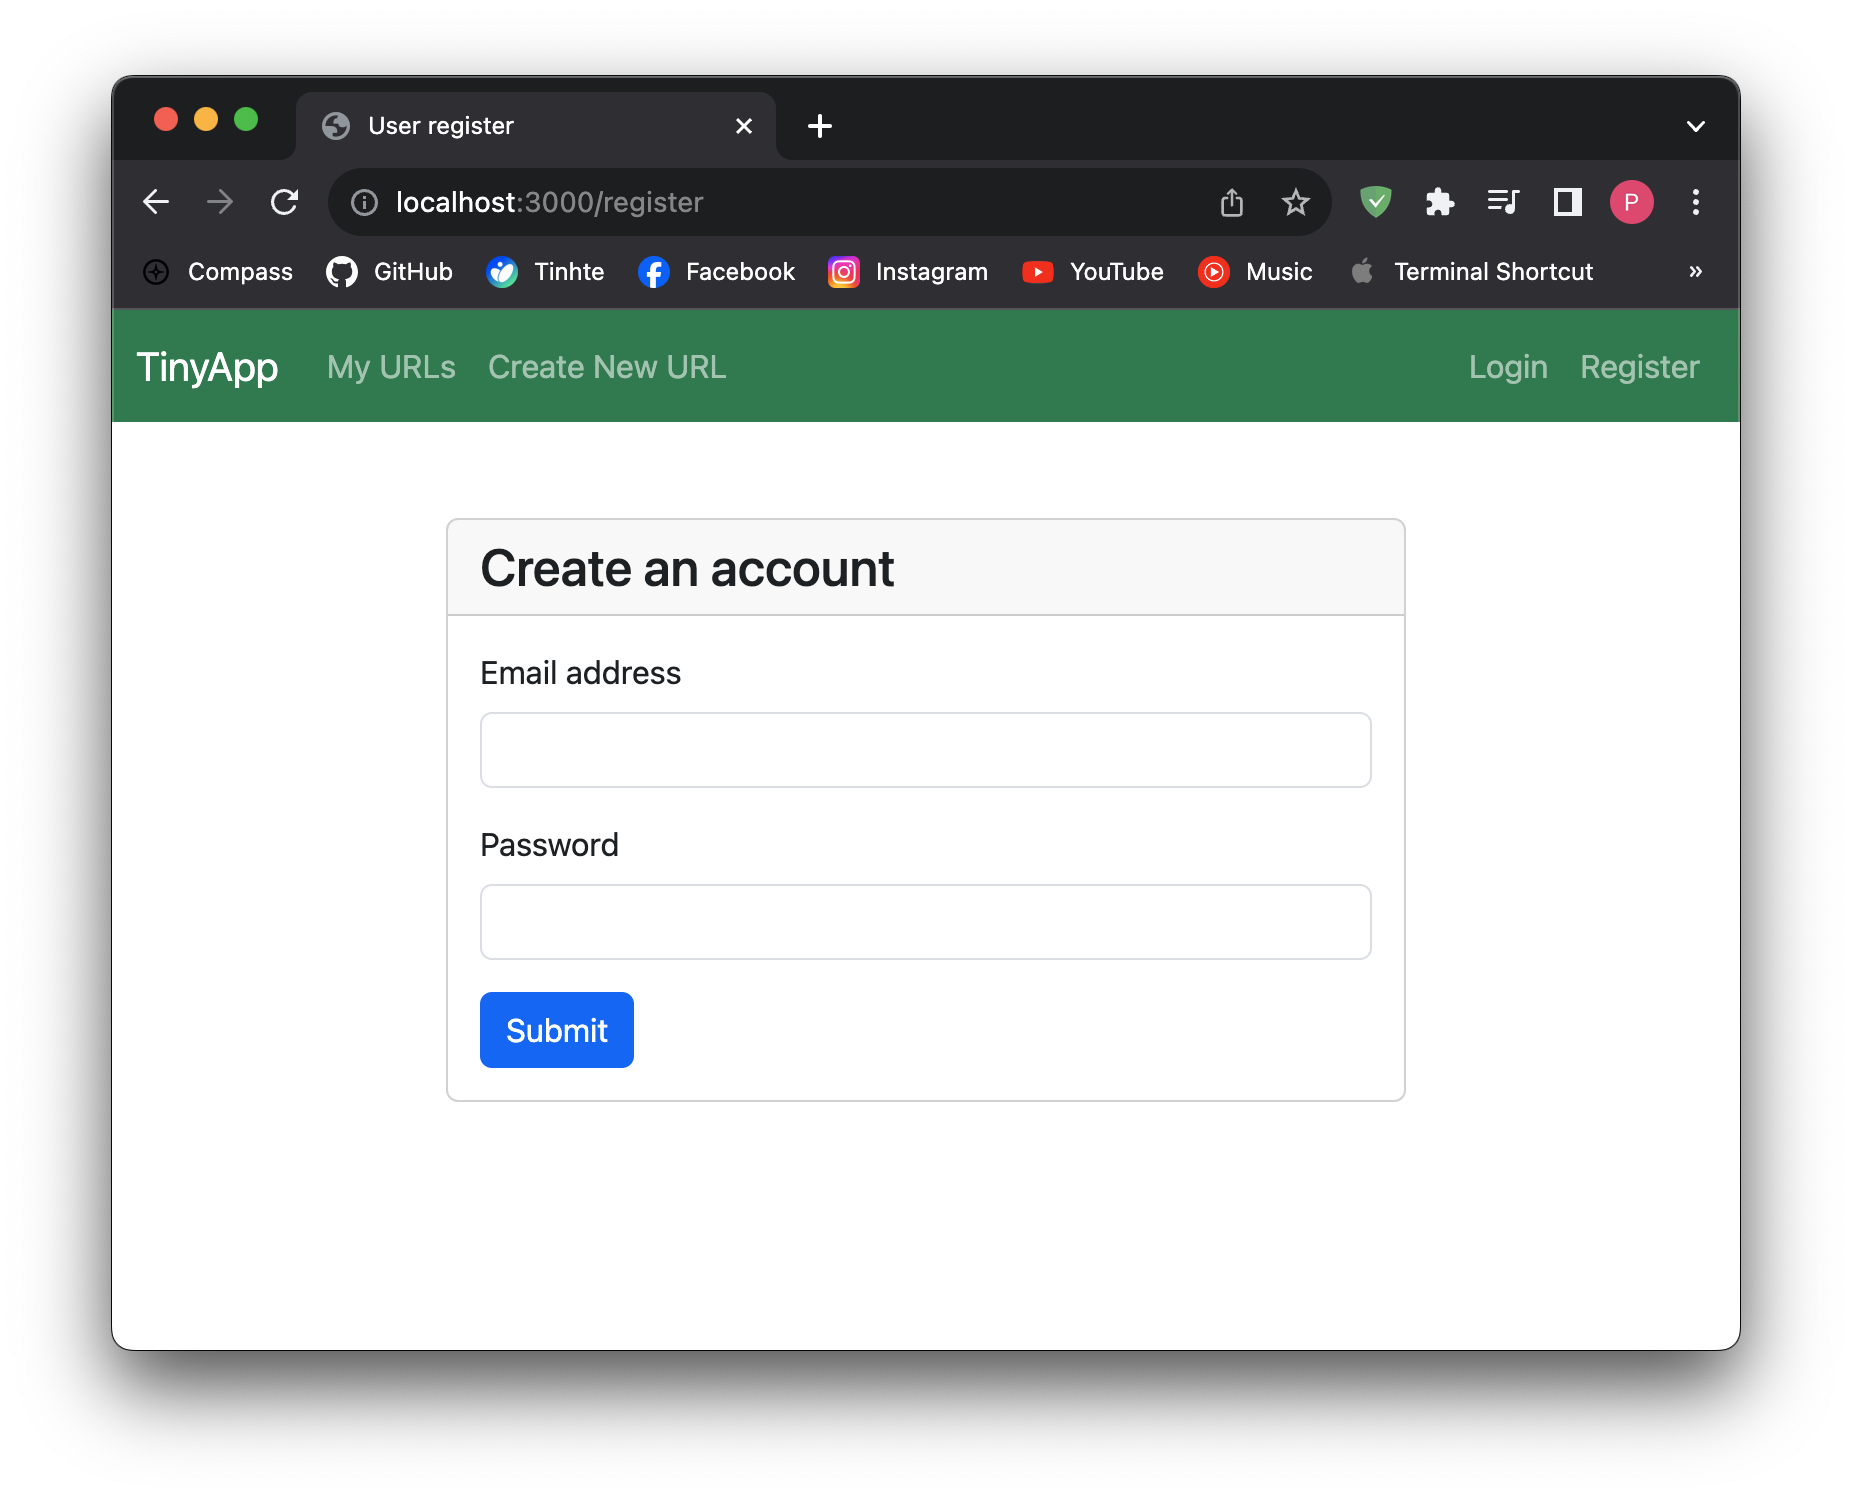 User register
localhost:3000/register
P
Compass GitHub Tinhte Facebook Instagram YouTube Music Terminal Shortcut »
TinyApp My URLs Create New URL Login Register
Create an account
Email address
Password
Submit